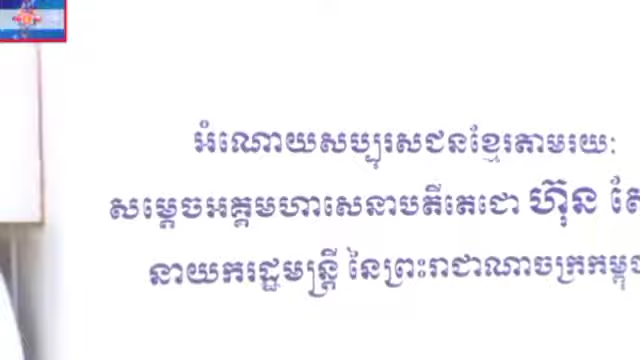 អំណោយសប្បុរសជនខ្មែរតាមរយៈ
សម្តេចអគ្គមហាសេនាបតីតេជោ ហ៊ុន
នាយករដ្ឋមន្ត្រី នៃព្រះរាជាណាចក្រ